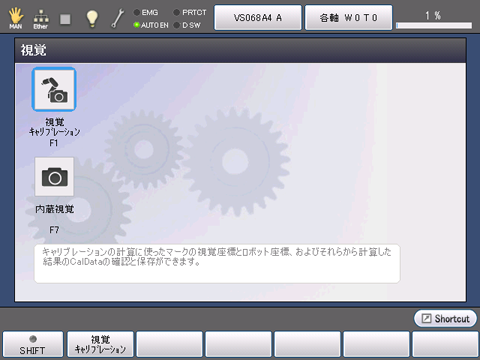 MAN
Ether
EMG
AUTO EN
PRTCT
D SW
VS068A4 A
各軸 W 0 T 0
1 %
視覚
視覚
ｷｬﾘﾌﾞﾚｰｼｮﾝ
F1
内蔵視覚
F7
キャリブレーションの計算に使ったマークの視覚座標とロボット座標、およびそれらから計算した
結果のCalDataの確認と保存ができます。
Shortcut
SHIFT
視覚
ｷｬﾘﾌﾞﾚｰｼｮﾝ